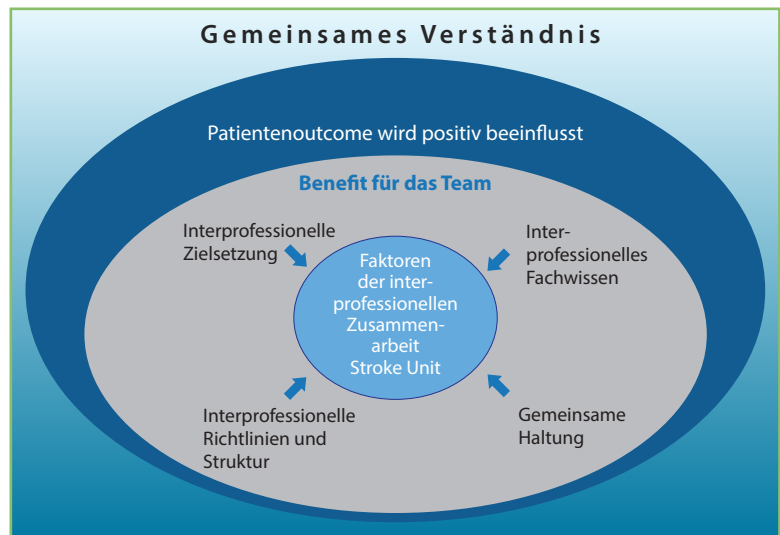 Gemeinsames Verständnis
Patientenoutcome wird positiv beeinflusst
Benefit für das Team
Interprofessionelle
Zielsetzung
Inter-
professionelles
Fachwissen
Faktoren
der inter-
professionellen
Zusammen-
arbeit
Stroke Unit
Interprofessionelle
Richtlinien und
Struktur
Gemeinsame
Haltung